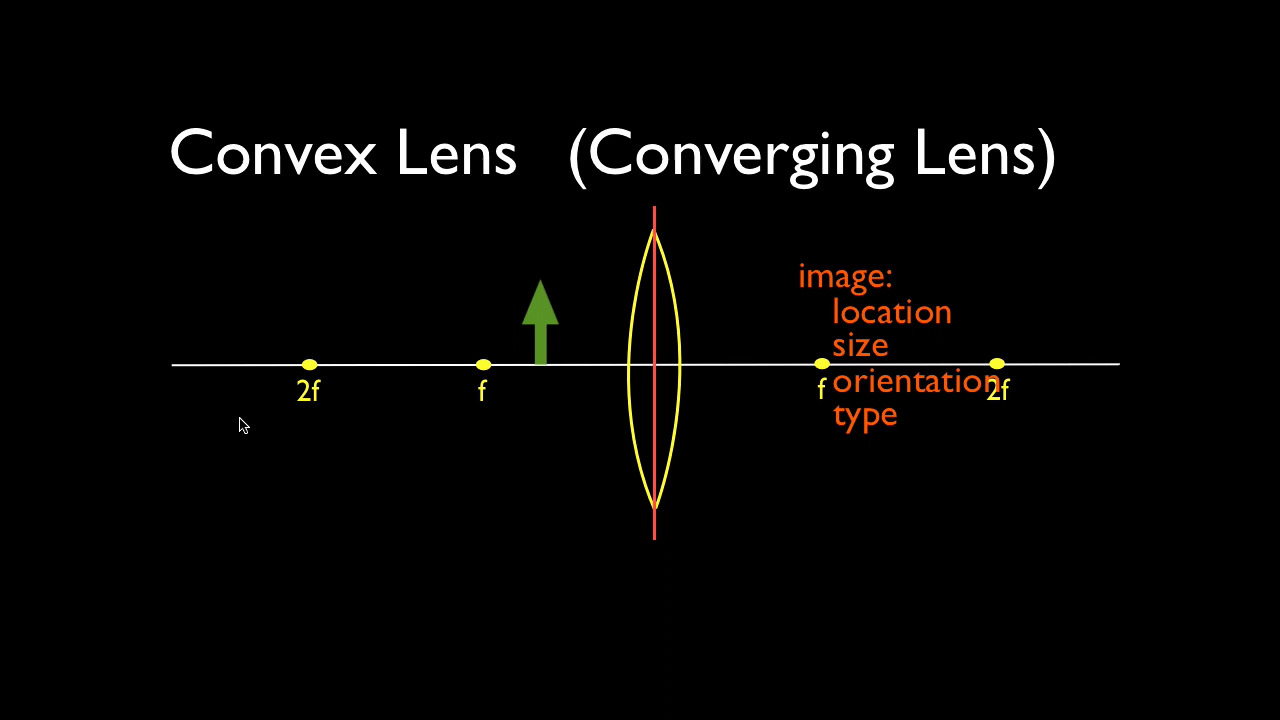 Convex Lens (Converging Lens)
image:
location
size
orientation
type
2f
f
f
2f